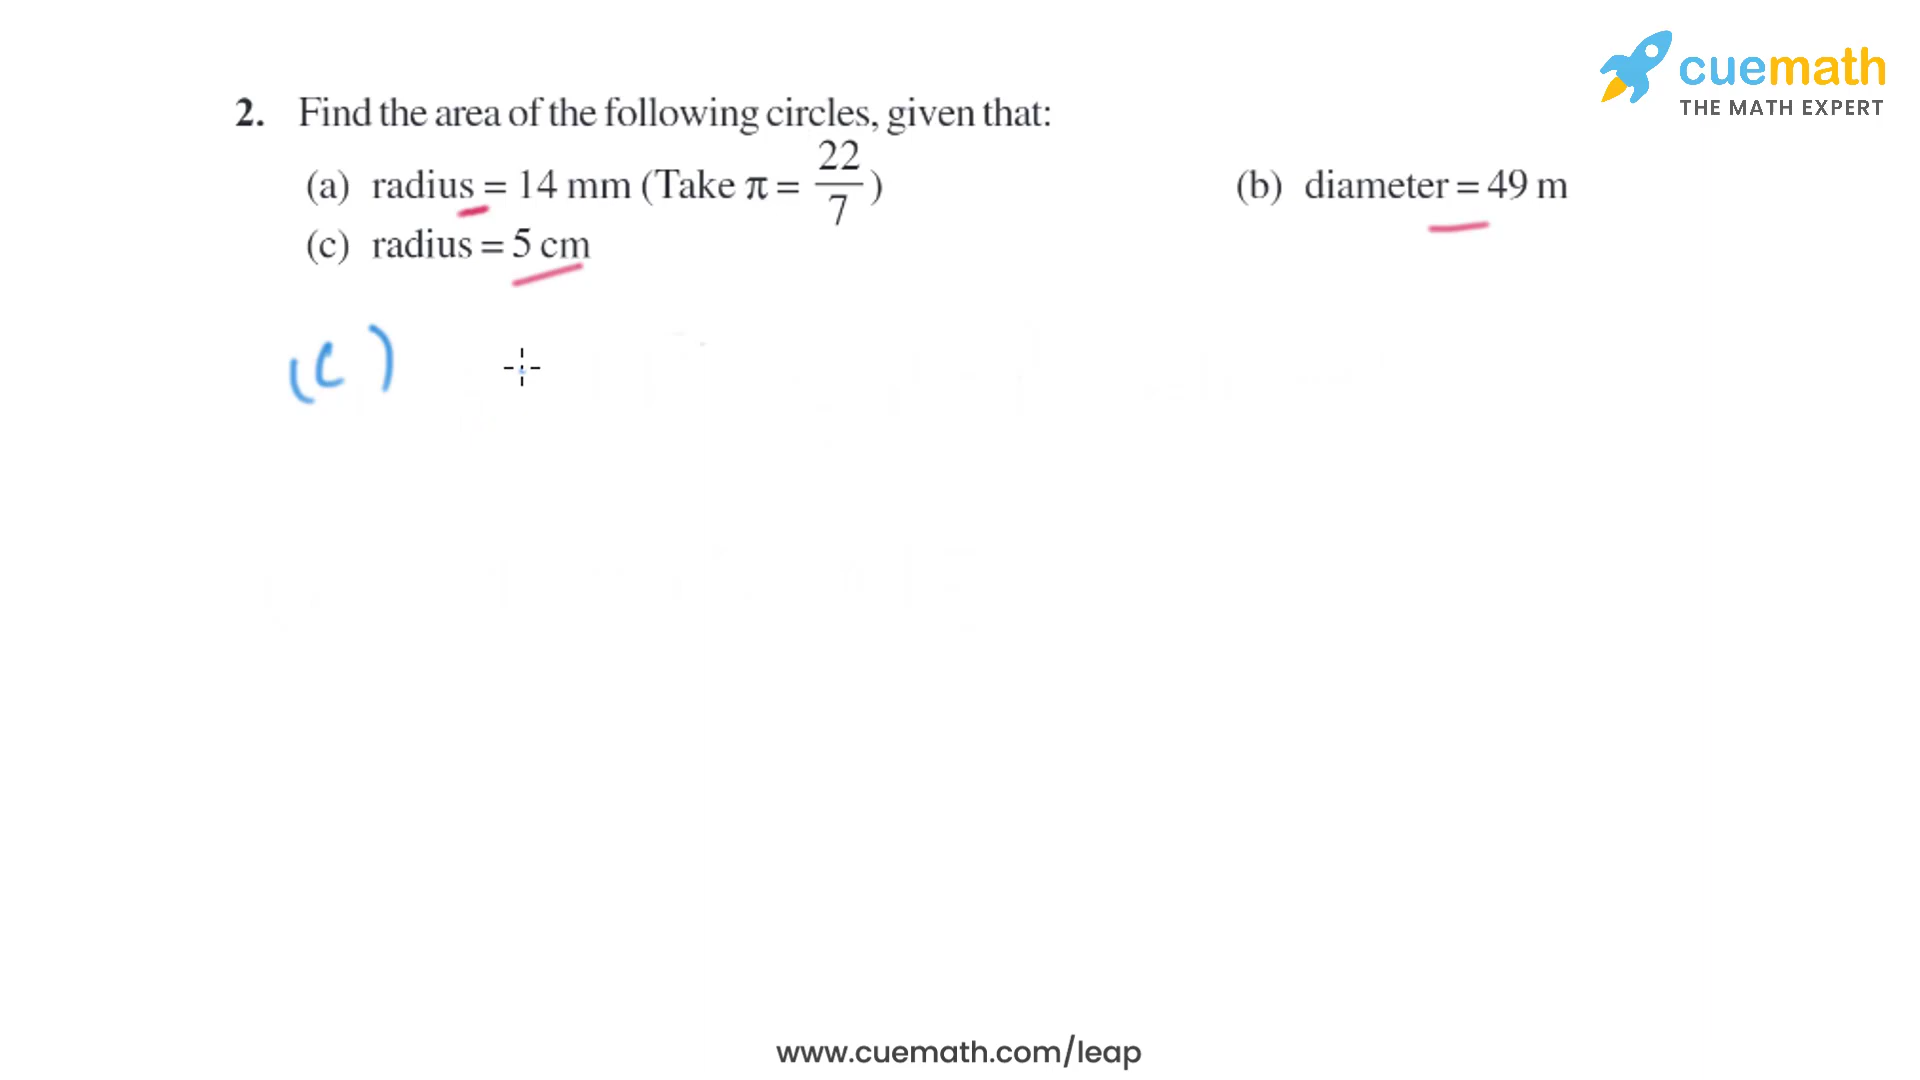 cuemath
THE MATH EXPERT
2. Find the area of the following circles, given that:
(a) radius = 14 mm (Take π = 22/7)
(b) diameter = 49 m
(c) radius = 5 cm
(c)
www.cuemath.com/leap